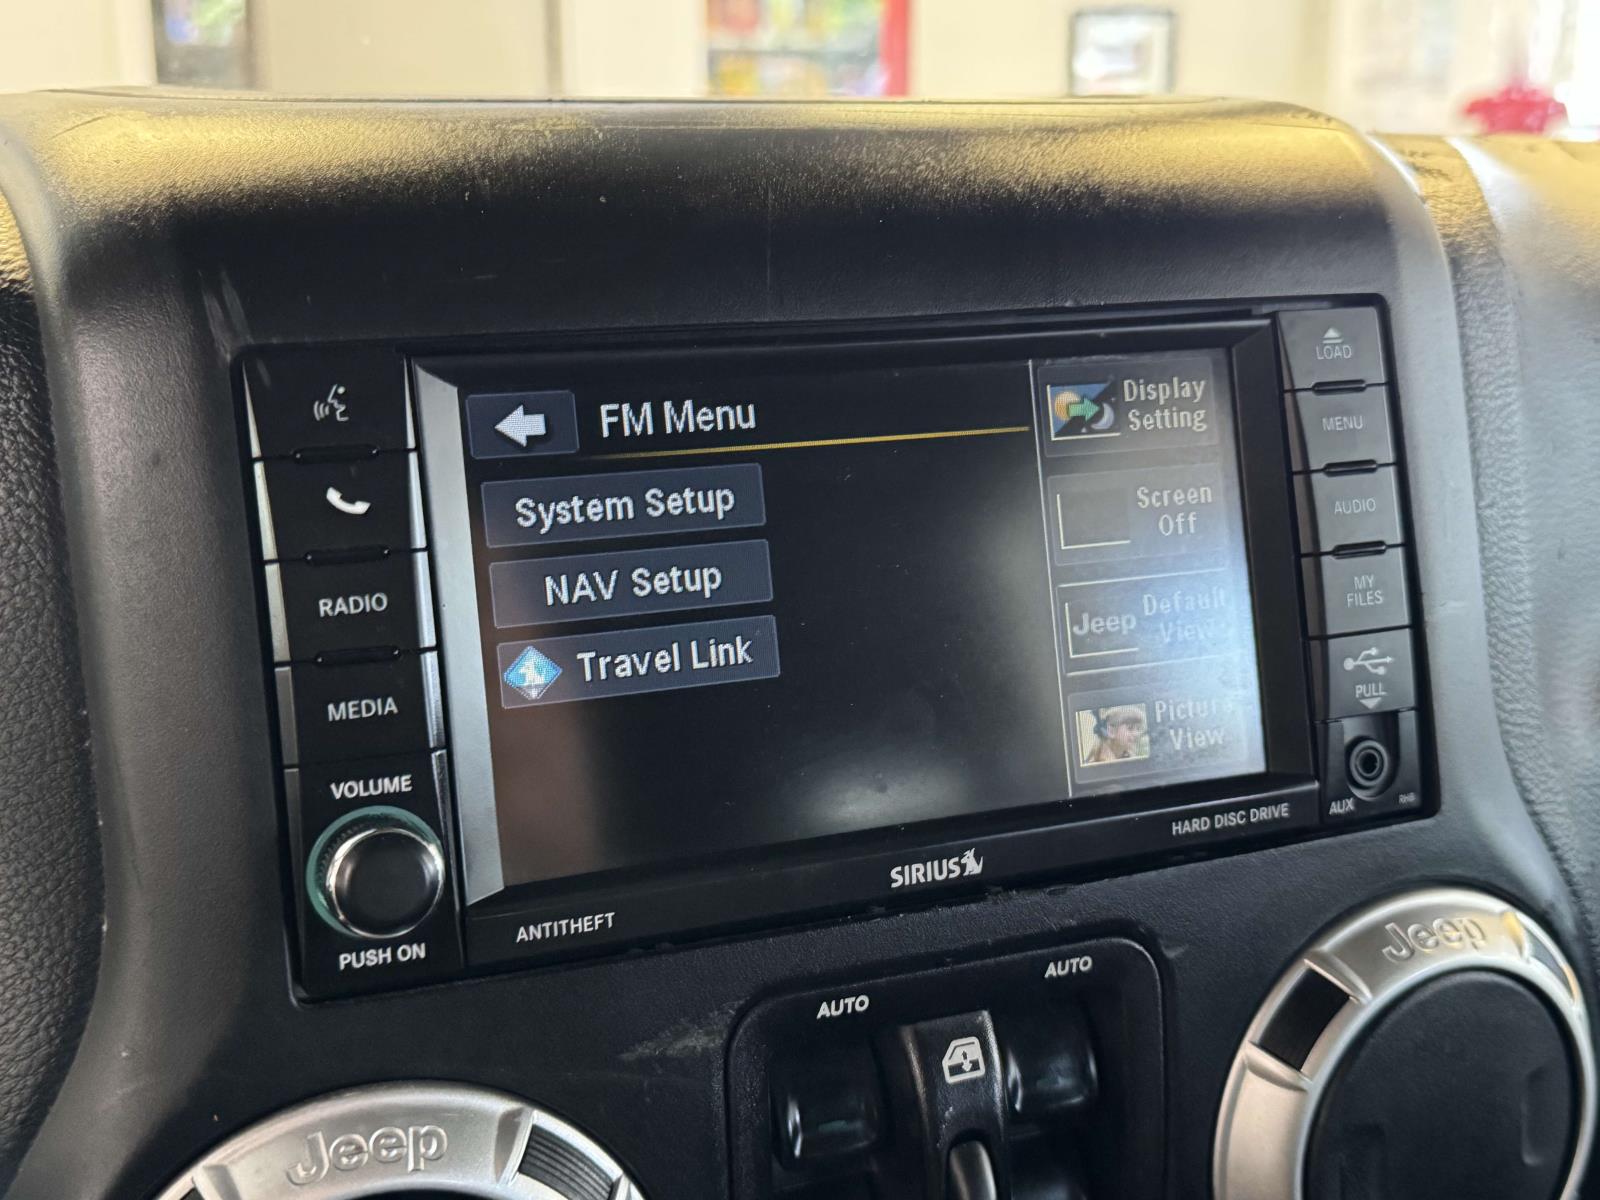 FM Menu
System Setup
NAV Setup
Travel Link
Display
Setting
Screen
Off
Jeep
Default
View
Picture
View
RADIO
MEDIA
VOLUME
PUSH ON
LOAD
MENU
AUDIO
MY
FILES
PULL
AUX
RHB
ANTITHEFT
SIRIUS
HARD DISC DRIVE
AUTO
AUTO
Jeep
Jeep